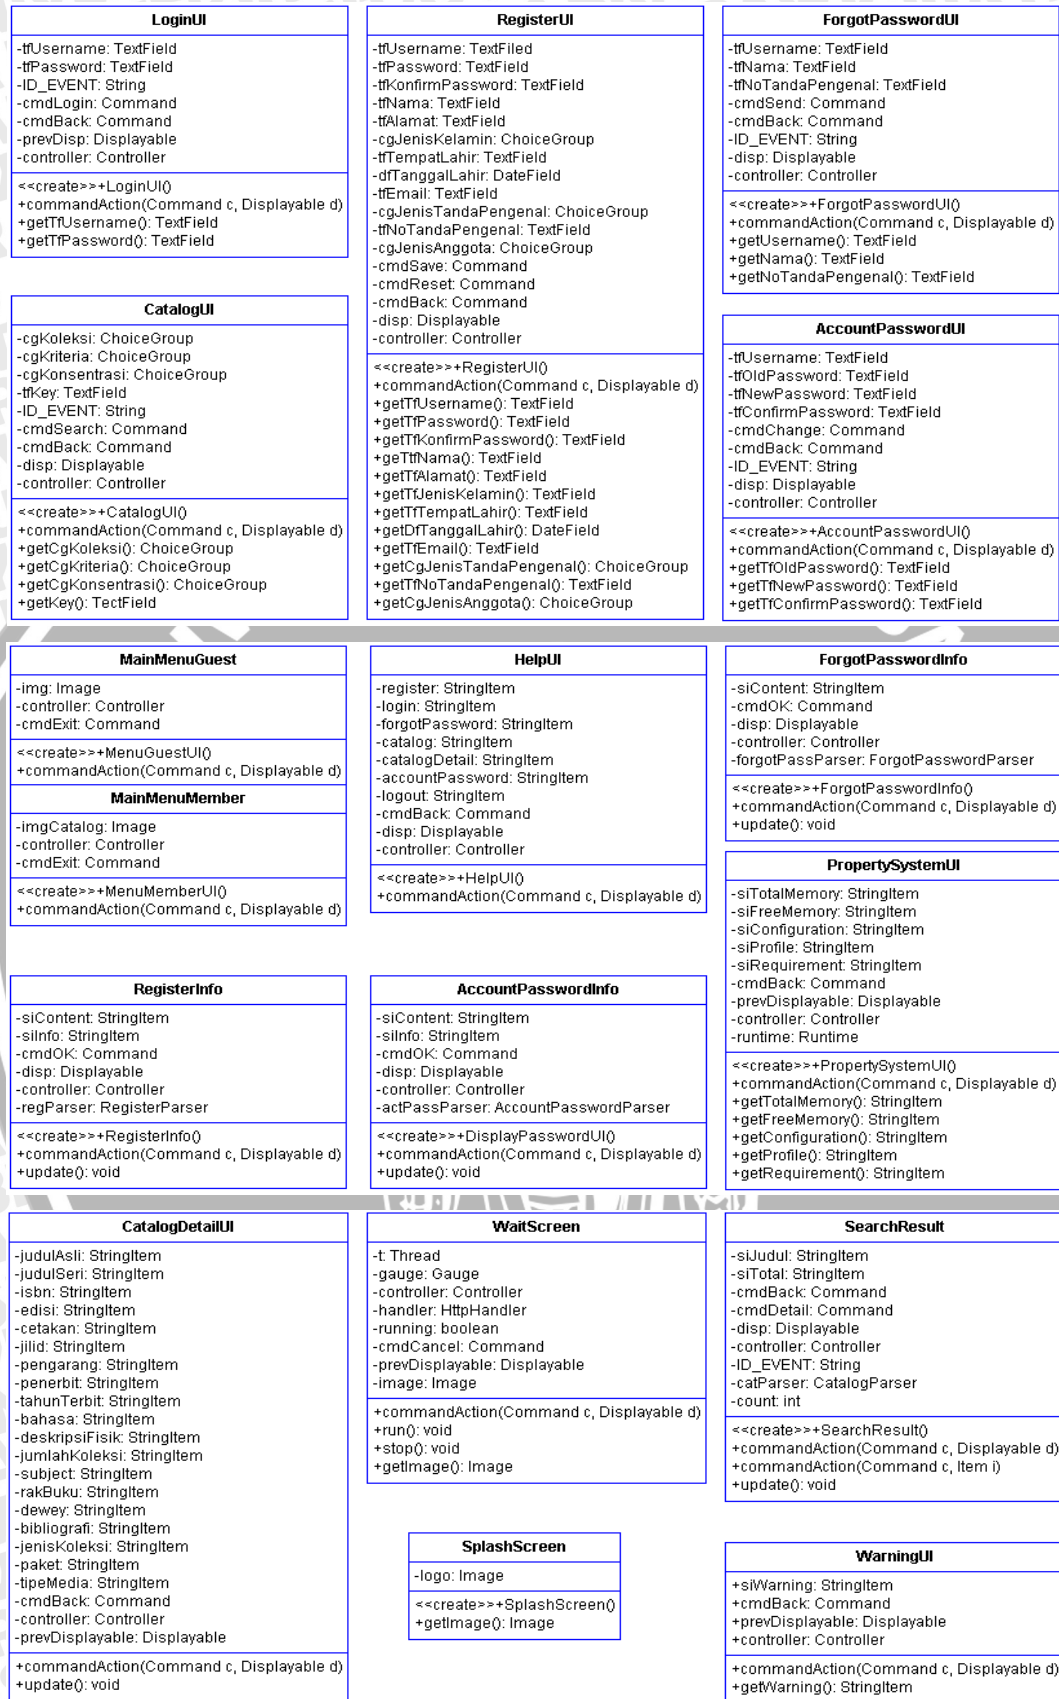 LoginUI
-tfUsername: TextField
-tfPassword: TextField
-ID_EVENT: String
-cmdLogin: Command
-cmdBack: Command
-prevDisp: Displayable
-controller: Controller
<<create>>+LoginUI()
+commandAction(Command c, Displayable d)
+getTfUsername(): TextField
+getTfPassword(): TextField
RegisterUI
-tfUsername: TextFiled
-tfPassword: TextField
-tfKonfirmPassword: TextField
-tfNama: TextField
-tfAlamat: TextField
-cgJenisKelamin: ChoiceGroup
-tfTempatLahir: TextField
-dfTanggalLahir: DateField
-tfEmail: TextField
-cgJenisTandaPengenal: ChoiceGroup
-tfNoTandaPengenal: TextField
-cgJenisAnggota: ChoiceGroup
-cmdSave: Command
-cmdReset: Command
-cmdBack: Command
-disp: Displayable
-controller: Controller
<<create>>+RegisterUI()
+commandAction(Command c, Displayable d)
+getTfUsername(): TextField
+getTfPassword(): TextField
+getTfKonfirmPassword(): TextField
+geTtfNama(): TextField
+getTfAlamat(): TextField
+getTfJenisKelamin(): TextField
+getTfTempatLahir(): TextField
+getDfTanggalLahir(): DateField
+getTfEmail(): TextField
+getCgJenisTandaPengenal(): ChoiceGroup
+getTfNoTandaPengenal(): TextField
+getCgJenisAnggota(): ChoiceGroup
ForgotPasswordUI
-tfUsername: TextField
-tfNama: TextField
-tfNoTandaPengenal: TextField
-cmdSend: Command
-cmdBack: Command
-ID_EVENT: String
-disp: Displayable
-controller: Controller
<<create>>+ForgotPasswordUI()
+commandAction(Command c, Displayable d)
+getUsername(): TextField
+getNama(): TextField
+getNoTandaPengenal(): TextField
CatalogUI
-cgKoleksi: ChoiceGroup
-cgKriteria: ChoiceGroup
-cgKonsentrasi: ChoiceGroup
-tfKey: TextField
-ID_EVENT: String
-cmdSearch: Command
-cmdBack: Command
-disp: Displayable
-controller: Controller
<<create>>+CatalogUI()
+commandAction(Command c, Displayable d)
+getCgKoleksi(): ChoiceGroup
+getCgKriteria(): ChoiceGroup
+getCgKonsentrasi(): ChoiceGroup
+getKey(): TectField
AccountPasswordUI
-tfUsername: TextField
-tfOldPassword: TextField
-tfNewPassword: TextField
-tfConfirmPassword: TextField
-cmdChange: Command
-cmdBack: Command
-ID_EVENT: String
-disp: Displayable
-controller: Controller
<<create>>+AccountPasswordUI()
+commandAction(Command c, Displayable d)
+getTfOldPassword(): TextField
+getTfNewPassword(): TextField
+getTfConfirmPassword(): TextField
MainMenuGuest
-img: Image
-controller: Controller
-cmdExit: Command
<<create>>+MenuGuestUI()
+commandAction(Command c, Displayable d)
MainMenuMember
-imgCatalog: Image
-controller: Controller
-cmdExit: Command
<<create>>+MenuMemberUI()
+commandAction(Command c, Displayable d)
HelpUI
-register: StringItem
-login: StringItem
-forgotPassword: StringItem
-catalog: StringItem
-catalogDetail: StringItem
-accountPassword: StringItem
-logout: StringItem
-cmdBack: Command
-disp: Displayable
-controller: Controller
<<create>>+HelpUI()
+commandAction(Command c, Displayable d)
ForgotPasswordInfo
-siContent: StringItem
-cmdOK: Command
-disp: Displayable
-controller: Controller
-forgotPassParser: ForgotPasswordParser
<<create>>+ForgotPasswordInfo()
+commandAction(Command c, Displayable d)
+update(): void
PropertySystemUI
-siTotalMemory: StringItem
-siFreeMemory: StringItem
-siConfiguration: StringItem
-siProfile: StringItem
-siRequirement: StringItem
-cmdBack: Command
-prevDisplayable: Displayable
-controller: Controller
-runtime: Runtime
<<create>>+PropertySystemUI()
+commandAction(Command c, Displayable d)
+getTotalMemory(): StringItem
+getFreeMemory(): StringItem
+getConfiguration(): StringItem
+getProfile(): StringItem
+getRequirement(): StringItem
RegisterInfo
-siContent: StringItem
-siInfo: StringItem
-cmdOK: Command
-disp: Displayable
-controller: Controller
-regParser: RegisterParser
<<create>>+RegisterInfo()
+commandAction(Command c, Displayable d)
+update(): void
AccountPasswordInfo
-siContent: StringItem
-siInfo: StringItem
-cmdOK: Command
-disp: Displayable
-controller: Controller
-actPassParser: AccountPasswordParser
<<create>>+DisplayPasswordUI()
+commandAction(Command c, Displayable d)
+update(): void
CatalogDetailUI
-judulAsli: StringItem
-judulSeri: StringItem
-isbn: StringItem
-edisi: StringItem
-cetakan: StringItem
-jilid: StringItem
-pengarang: StringItem
-penerbit: StringItem
-tahunTerbit: StringItem
-bahasa: StringItem
-deskripsiFisik: StringItem
-jumlahKoleksi: StringItem
-subject: StringItem
-rakBuku: StringItem
-dewey: StringItem
-bibliografi: StringItem
-jenisKoleksi: StringItem
-paket: StringItem
-tipeMedia: StringItem
-cmdBack: Command
-controller: Controller
-prevDisplayable: Displayable
+commandAction(Command c, Displayable d)
+update(): void
WaitScreen
-t: Thread
-gauge: Gauge
-controller: Controller
-handler: HttpHandler
-running: boolean
-cmdCancel: Command
-prevDisplayable: Displayable
-image: Image
+commandAction(Command c, Displayable d)
+run(): void
+stop(): void
+getImage(): Image
SplashScreen
-logo: Image
<<create>>+SplashScreen()
+getImage(): Image
SearchResult
-siJudul: StringItem
-siTotal: StringItem
-cmdBack: Command
-cmdDetail: Command
-disp: Displayable
-controller: Controller
-ID_EVENT: String
-catParser: CatalogParser
-count: int
<<create>>+SearchResult()
+commandAction(Command c, Displayable d)
+commandAction(Command c, Item i)
+update(): void
WarningUI
+siWarning: StringItem
+cmdBack: Command
+prevDisplayable: Displayable
+controller: Controller
+commandAction(Command c, Displayable d)
+getWarning(): StringItem